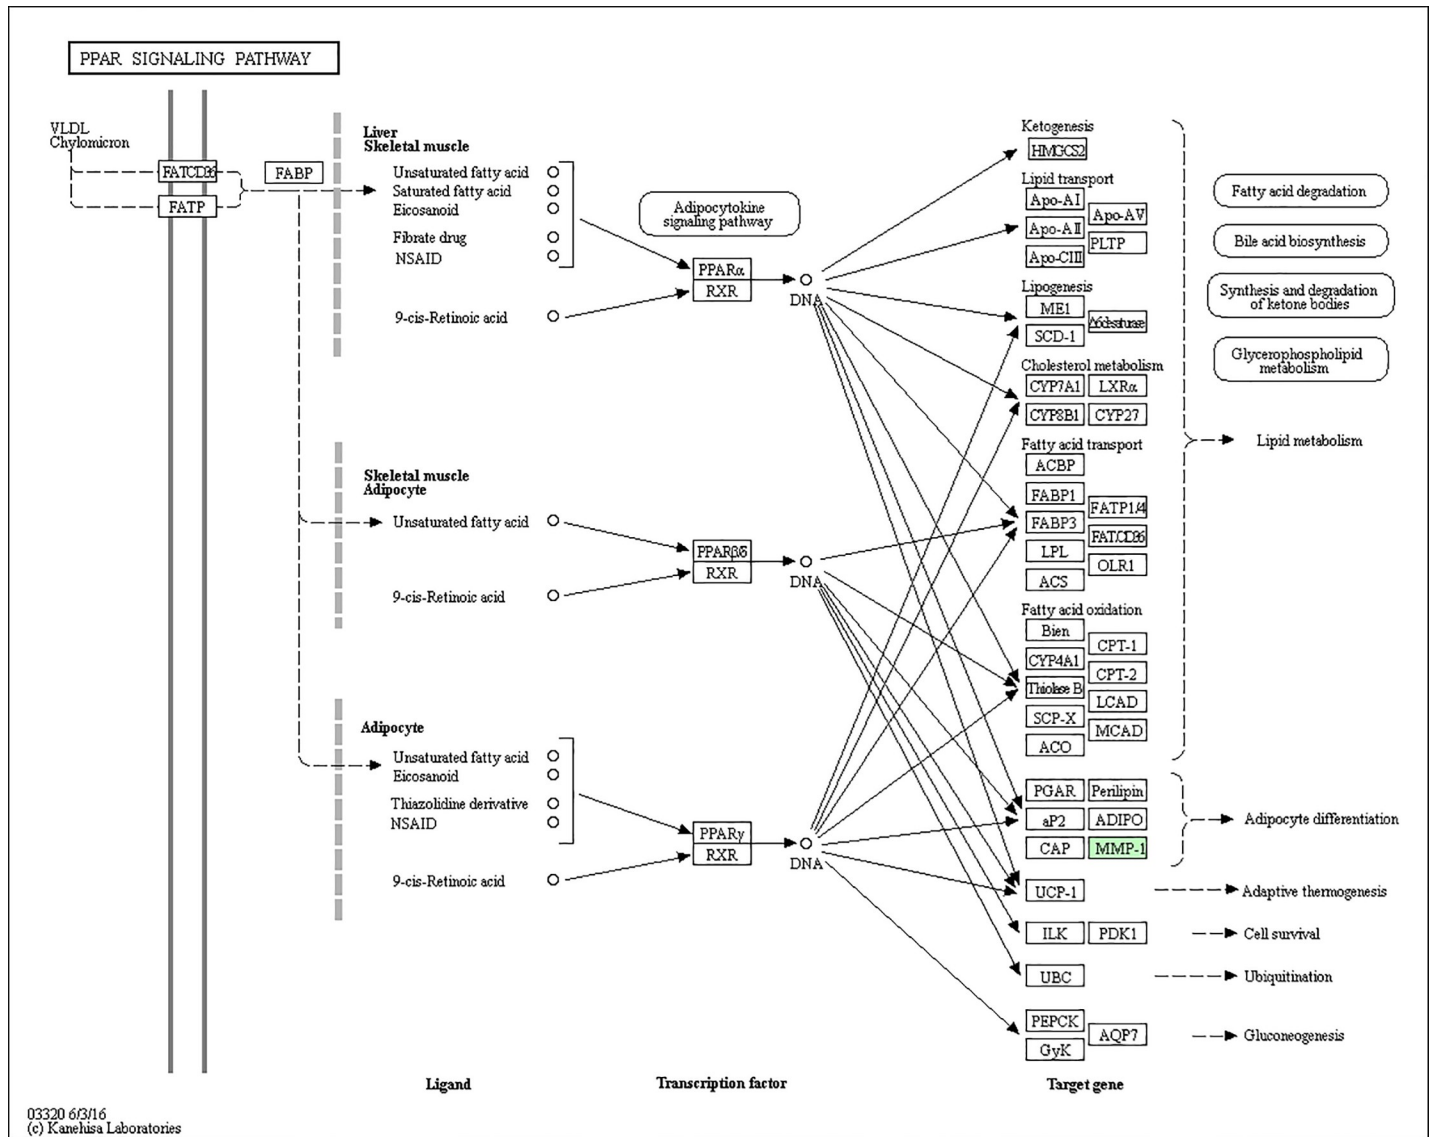 PPAR SIGNALING PATHWAY
VLDL
Chylomicron
FATCD36
FATP
FABP
Liver
Skeletal muscle
Unsaturated fatty acid
Saturated fatty acid
Eicosanoid
Fibrate drug
NSAID
9-cis-Retinoic acid
Adipocytokine
signaling pathway
PPARα
RXR
DNA
Skeletal muscle
Adipocyte
Unsaturated fatty acid
9-cis-Retinoic acid
PPARβ/δ
RXR
DNA
Adipocyte
Unsaturated fatty acid
Eicosanoid
Thiazolidine derivative
NSAID
9-cis-Retinoic acid
PPARγ
RXR
DNA
Ketogenesis
HMGCS2
Lipid transport
Apo-AI
Apo-AII
Apo-CIII
Apo-AV
PLTP
Lipogenesis
ME1
SCD-1
Cholesterol metabolism
CYP7A1
LXRα
CYP8B1
CYP27
Fatty acid transport
ACBP
FABP1
FABP3
LPL
ACS
FATP1/4
FATCD36
OLR1
Fatty acid oxidation
Bien
CYP4A1
Thiolase B
SCP-X
ACO
CPT-1
CPT-2
LCAD
MCAD
PGAR
Perilipin
aP2
ADIPO
CAP
MMP-1
UCP-1
ILK
PDK1
UBC
PEPCK
GyK
AQP7
Fatty acid degradation
Bile acid biosynthesis
Synthesis and degradation
of ketone bodies
Glycerophospholipid
metabolism
Lipid metabolism
Adipocyte differentiation
Adaptive thermogenesis
Cell survival
Ubiquitination
Gluconeogenesis
Ligand
Transcription factor
Target gene
03320 6/3/16
(c) Kanehisa Laboratories